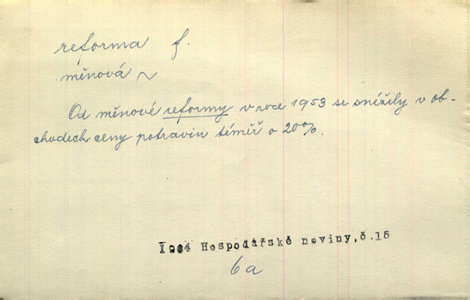 reforma f.
měnová ~
Od měnové reformy v roce 1953 se snížily v ob-
chodech ceny potravin téměř o 20%.
1964 Hospodářské noviny, č.15
6a